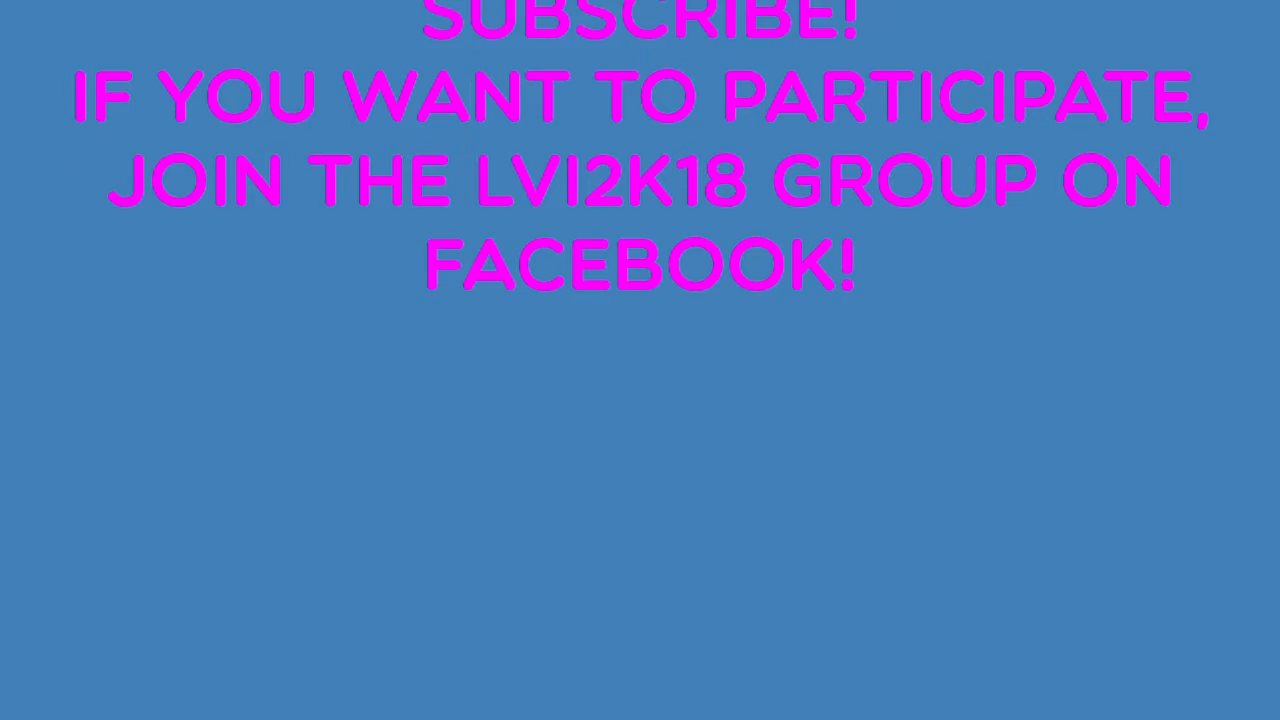 SUBSCRIBE!
IF YOU WANT TO PARTICIPATE,
JOIN THE LVI2K18 GROUP ON
FACEBOOK!